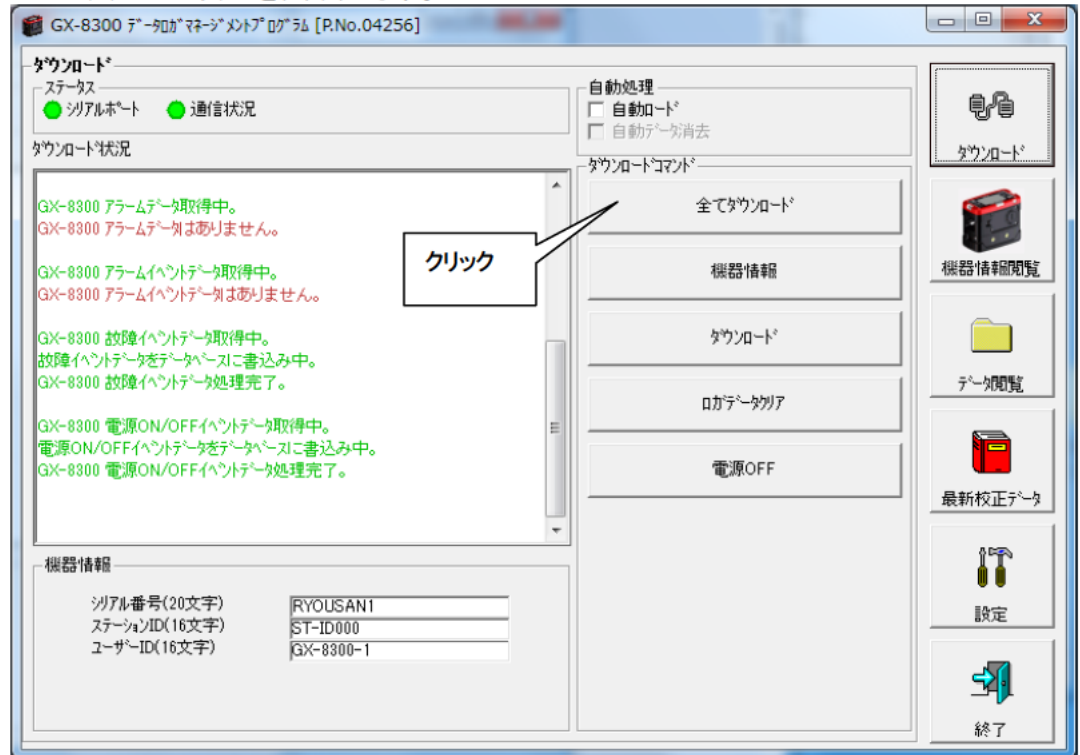 GX-8300 ﾃﾞｰﾀﾛｶﾞﾏﾈｰｼﾞﾒﾝﾄﾌﾟﾛｸﾞﾗﾑ [P.No.04256]
ﾀﾞｳﾝﾛｰﾄﾞ
ｽﾃｰﾀｽ
ｼﾘｱﾙﾎﾟｰﾄ 通信状況
自動処理
自動ﾛｰﾄﾞ
自動ﾃﾞｰﾀ消去
ﾀﾞｳﾝﾛｰﾄﾞ状況
GX-8300 ｱﾗｰﾑﾃﾞｰﾀ取得中。
GX-8300 ｱﾗｰﾑﾃﾞｰﾀはありません。
GX-8300 ｱﾗｰﾑｲﾍﾞﾝﾄﾃﾞｰﾀ取得中。
GX-8300 ｱﾗｰﾑｲﾍﾞﾝﾄﾃﾞｰﾀはありません。
GX-8300 故障ｲﾍﾞﾝﾄﾃﾞｰﾀ取得中。
故障ｲﾍﾞﾝﾄﾃﾞｰﾀをﾃﾞｰﾀﾍﾞｰｽに書込み中。
GX-8300 故障ｲﾍﾞﾝﾄﾃﾞｰﾀ処理完了。
GX-8300 電源ON/OFFｲﾍﾞﾝﾄﾃﾞｰﾀ取得中。
電源ON/OFFｲﾍﾞﾝﾄﾃﾞｰﾀをﾃﾞｰﾀﾍﾞｰｽに書込み中。
GX-8300 電源ON/OFFｲﾍﾞﾝﾄﾃﾞｰﾀ処理完了。
クリック
ﾀﾞｳﾝﾛｰﾄﾞｺﾏﾝﾄﾞ
全てﾀﾞｳﾝﾛｰﾄﾞ
機器情報
ﾀﾞｳﾝﾛｰﾄﾞ
ﾛｶﾞﾃﾞｰﾀｸﾘｱ
電源OFF
機器情報
ｼﾘｱﾙ番号(20文字) RYOUSAN1
ｽﾃｰｼｮﾝID(16文字) ST-ID000
ﾕｰｻﾞｰID(16文字) GX-8300-1
ﾀﾞｳﾝﾛｰﾄﾞ
機器情報閲覧
ﾃﾞｰﾀ閲覧
最新校正ﾃﾞｰﾀ
設定
終了